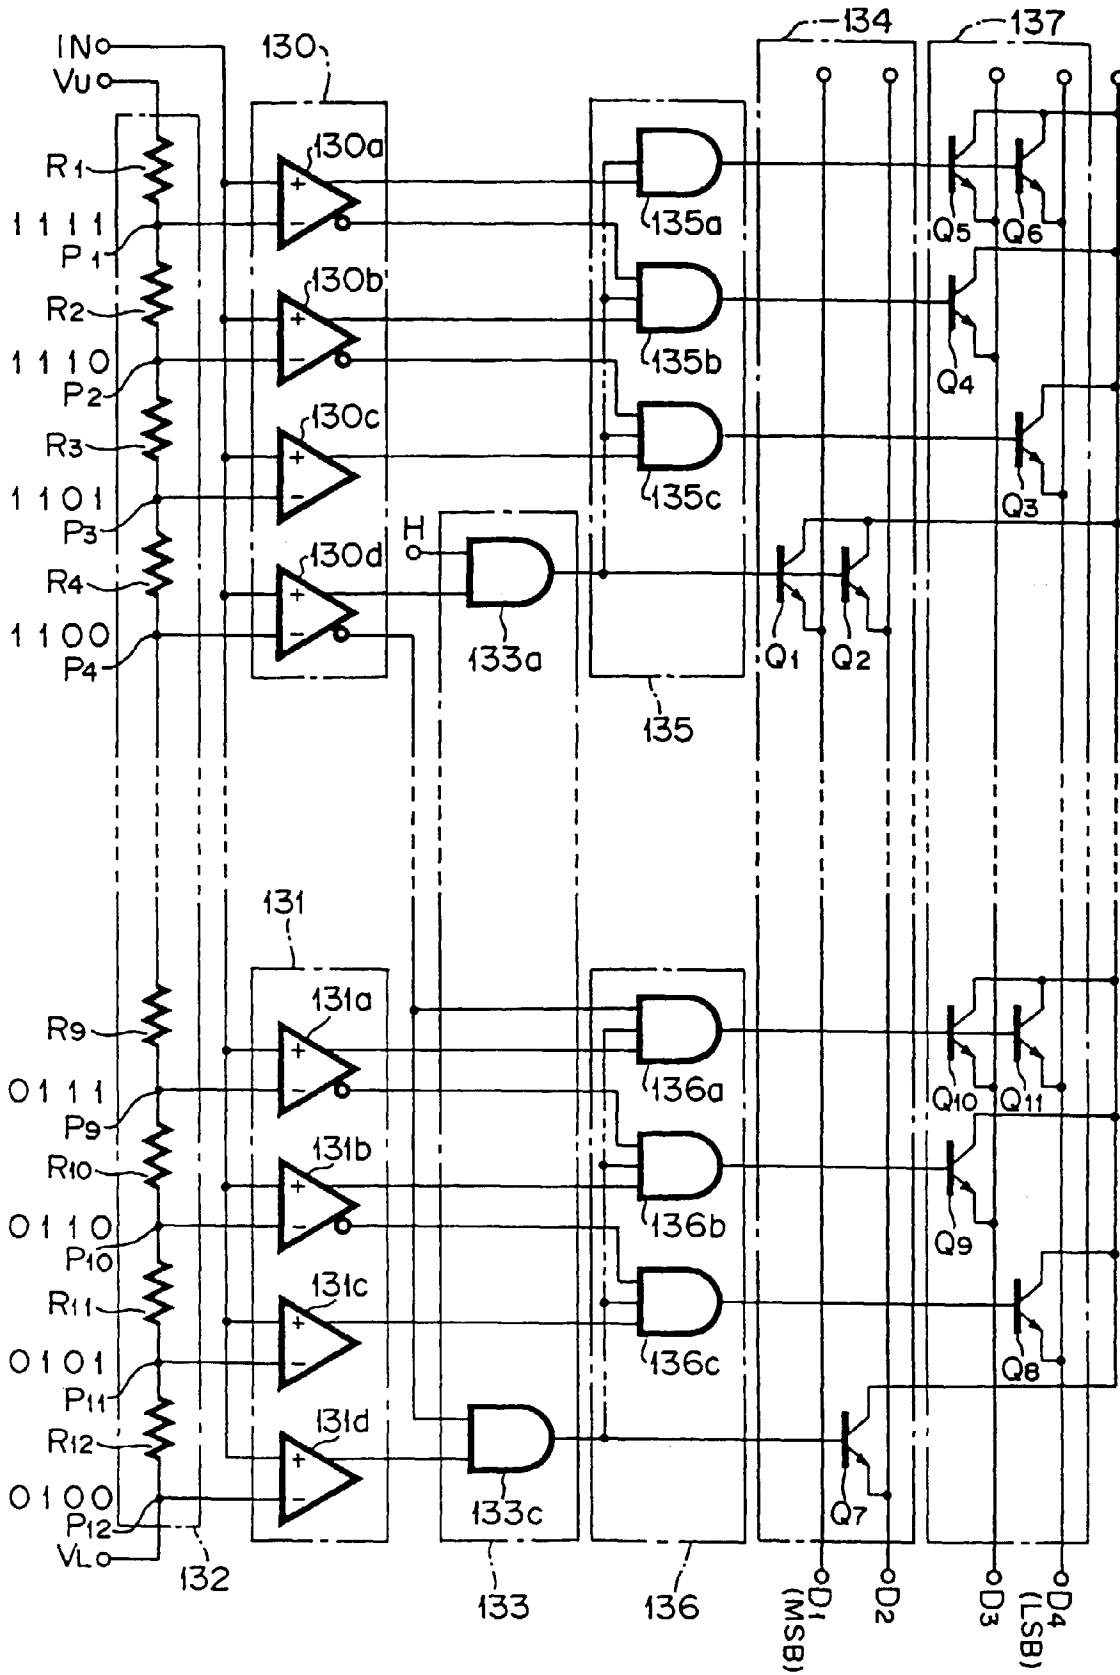 134
137
IN
130
VU
130a
R1
1111
P1
135a
Q5
Q6
130b
R2
1110
P2
135b
Q4
130c
R3
1101
P3
135c
Q3
H
130d
R4
1100
P4
133a
Q1
Q2
135
131
131a
R9
0111
P9
136a
Q10
Q11
131b
R10
0110
P10
136b
Q9
131c
R11
0101
P11
136c
Q8
131d
R12
0100
P12
133c
Q7
VL
132
133
136
D1
(MSB)
D2
D3
D4
(LSB)
+
−
+
−
+
−
+
−
+
−
+
−
+
−
+
−